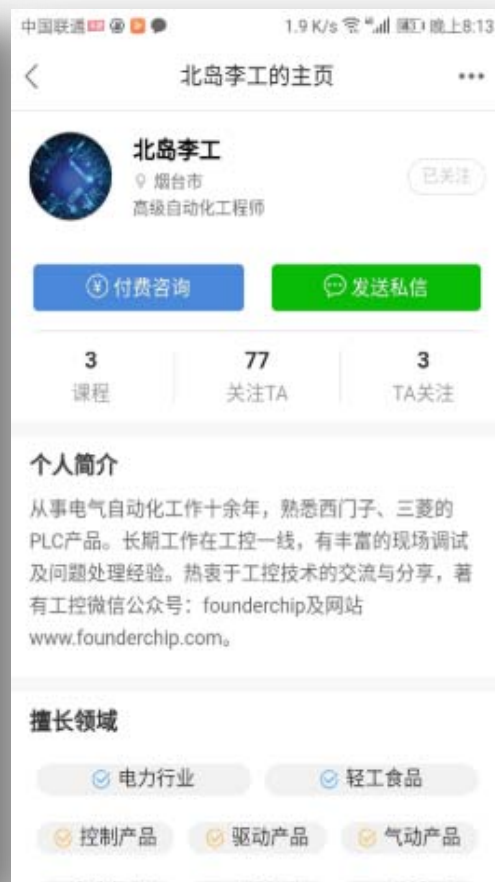 中国联通 1.9 K/s 晚上8:13
北岛李工的主页
北岛李工
烟台市
已关注
高级自动化工程师
付费咨询 发送私信
3 77 3
课程 关注TA TA关注
个人简介
从事电气自动化工作十余年，熟悉西门子、三菱的
PLC产品。长期工作在工控一线，有丰富的现场调试
及问题处理经验。热衷于工控技术的交流与分享，著
有工控微信公众号：founderchip及网站
www.founderchip.com。
擅长领域
电力行业 轻工食品
控制产品 驱动产品 气动产品